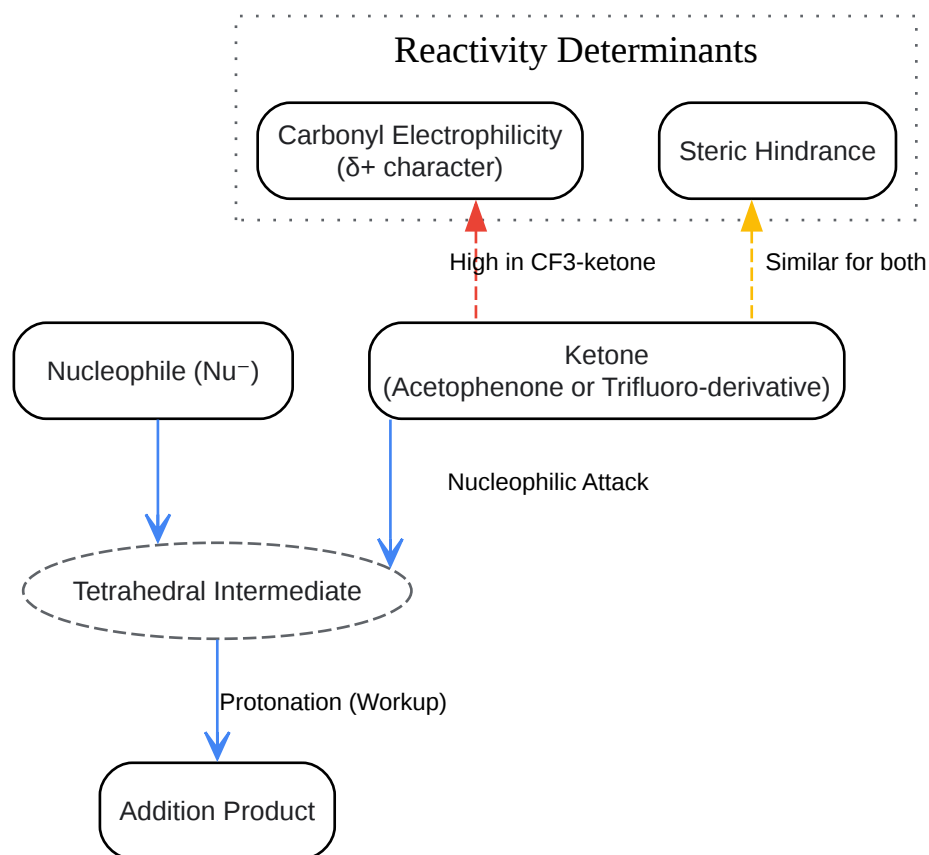 Reactivity Determinants
Carbonyl Electrophilicity
(δ+ character)
Steric Hindrance
High in CF3-ketone
Similar for both
Nucleophile (Nu⁻)
Ketone
(Acetophenone or Trifluoro-derivative)
Nucleophilic Attack
Tetrahedral Intermediate
Protonation (Workup)
Addition Product